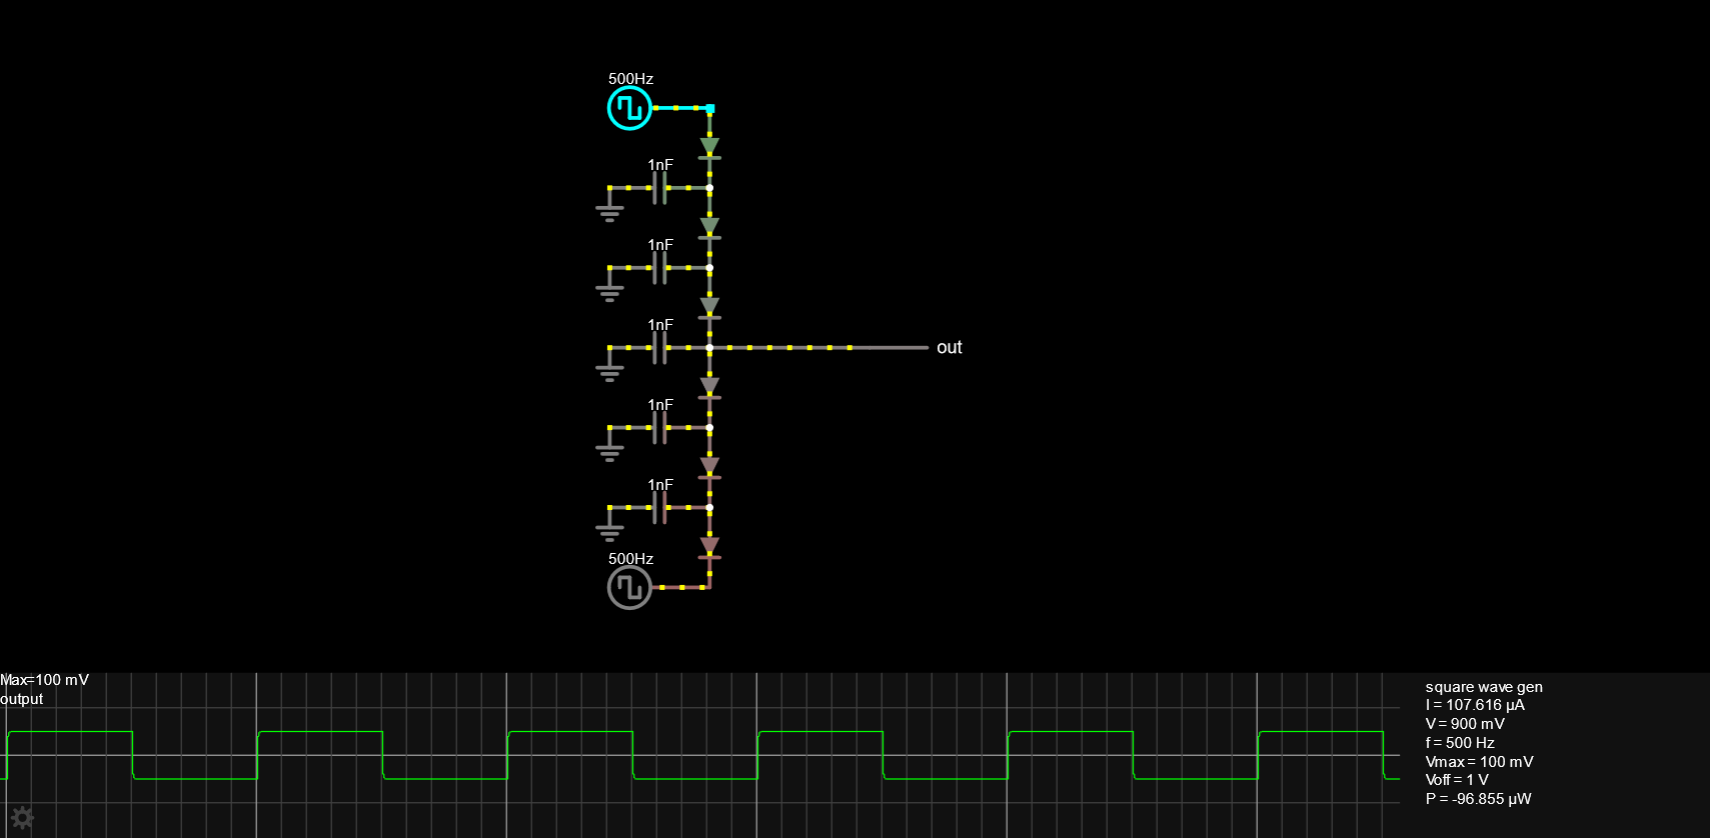 500Hz
1nF
1nF
1nF
out
1nF
1nF
500Hz
Max=100 mV
output
square wave gen
I = 107.616 μA
V = 900 mV
f = 500 Hz
Vmax = 100 mV
Voff = 1 V
P = -96.855 μW